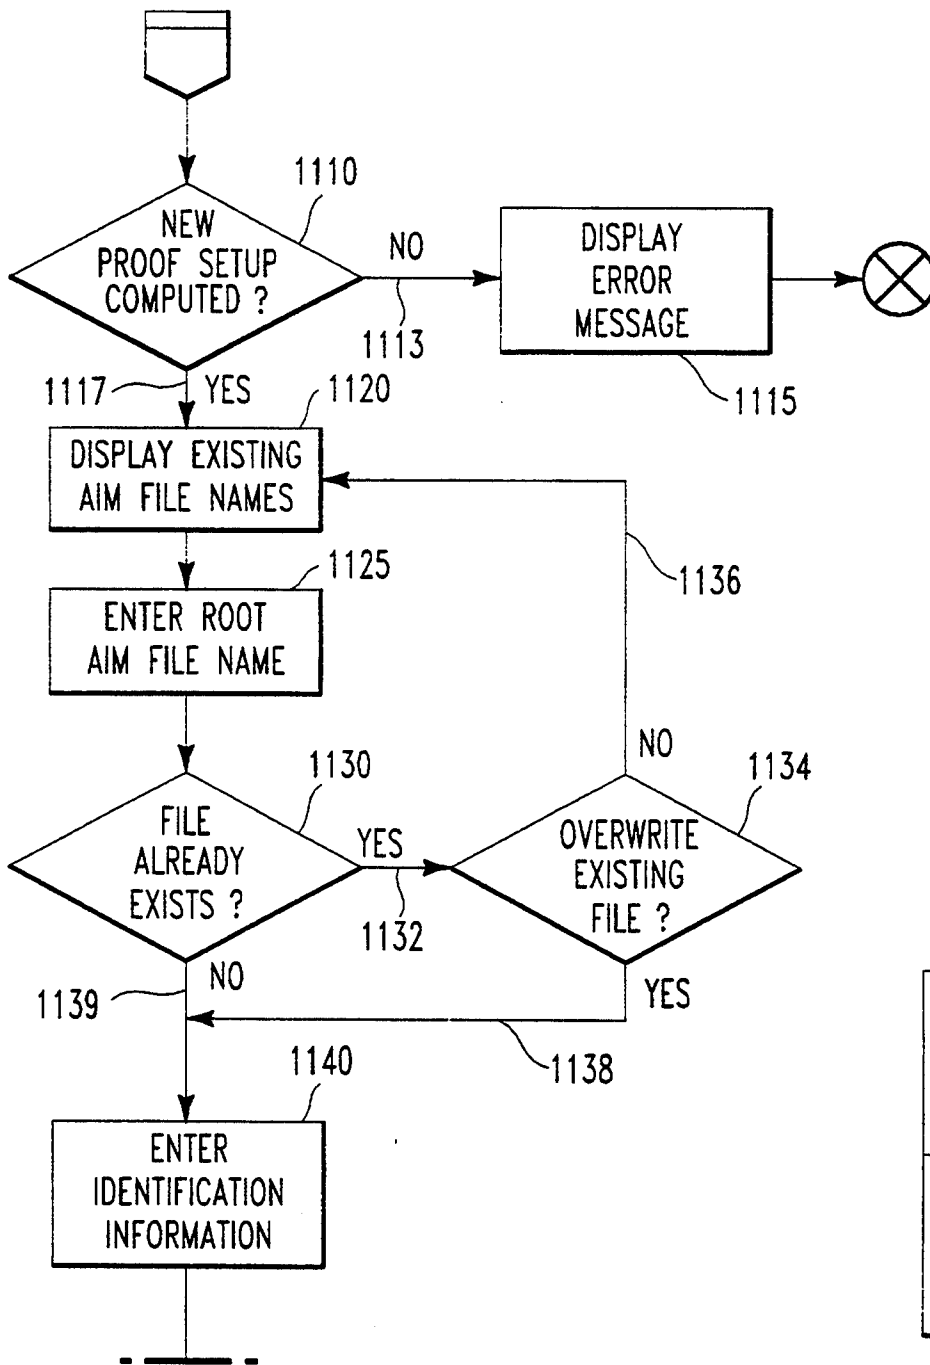 1110
NEW
PROOF SETUP
COMPUTED ?
NO
1113
DISPLAY
ERROR
MESSAGE
1115
1117
YES
1120
DISPLAY EXISTING
AIM FILE NAMES
1125
ENTER ROOT
AIM FILE NAME
1136
1130
FILE
ALREADY
EXISTS ?
YES
1132
NO
1134
OVERWRITE
EXISTING
FILE ?
NO
1139
YES
1138
1140
ENTER
IDENTIFICATION
INFORMATION